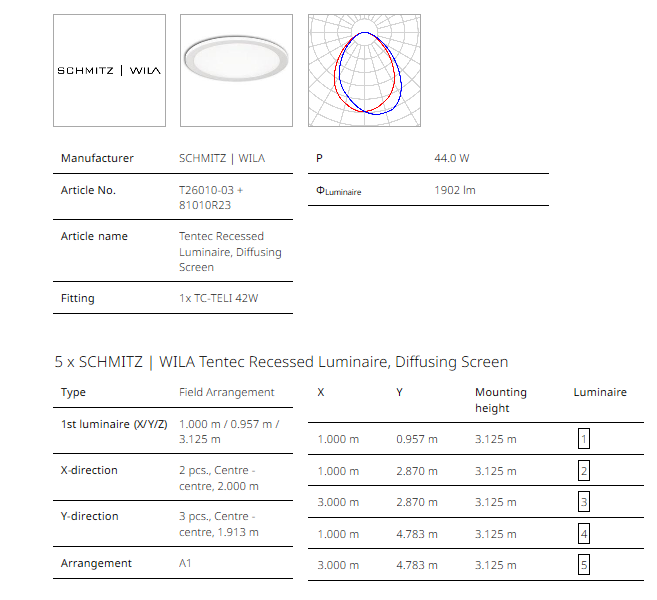 SCHMITZ | WILA
Manufacturer SCHMITZ | WILA
Article No. T26010-03 +
81010R23
Article name Tentec Recessed
Luminaire, Diffusing
Screen
Fitting 1x TC-TELI 42W
P 44.0 W
ΦLuminaire 1902 lm
5 x SCHMITZ | WILA Tentec Recessed Luminaire, Diffusing Screen
Type Field Arrangement
1st luminaire (X/Y/Z) 1.000 m / 0.957 m /
3.125 m
X-direction 2 pcs., Centre -
centre, 2.000 m
Y-direction 3 pcs., Centre -
centre, 1.913 m
Arrangement A1
X Y Mounting
height Luminaire
1.000 m 0.957 m 3.125 m 1
1.000 m 2.870 m 3.125 m 2
3.000 m 2.870 m 3.125 m 3
1.000 m 4.783 m 3.125 m 4
3.000 m 4.783 m 3.125 m 5